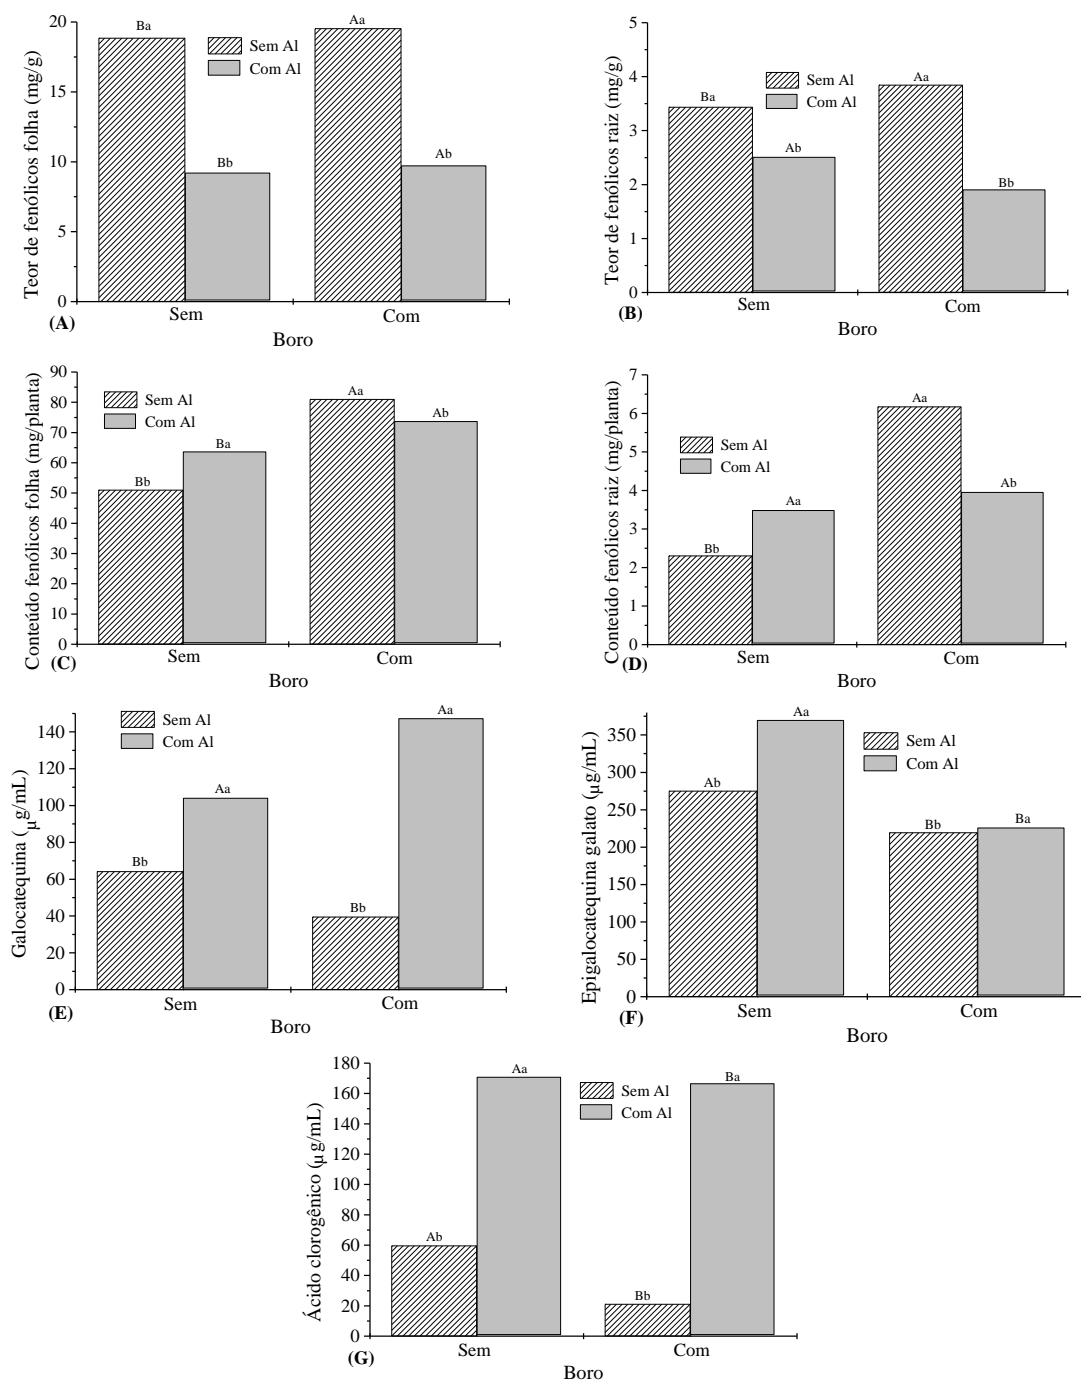 Teor de fenólicos folha (mg/g)
20
15
10
5
0
Ba
Bb
Aa
Ab
Sem Al
Com Al
Sem
Com
Boro
(A)
Teor de fenólicos raiz (mg/g)
5
4
3
2
1
0
Ba
Ab
Aa
Bb
Sem Al
Com Al
Sem
Com
Boro
(B)
Conteúdo fenólicos folha (mg/planta)
90
80
70
60
50
40
30
20
10
0
Bb
Ba
Aa
Ab
Sem Al
Com Al
Sem
Com
Boro
(C)
Conteúdo fenólicos raiz (mg/planta)
7
6
5
4
3
2
1
0
Bb
Aa
Aa
Ab
Sem Al
Com Al
Sem
Com
Boro
(D)
Galocatequina (µg/mL)
140
120
100
80
60
40
20
0
Bb
Aa
Bb
Aa
Sem Al
Com Al
Sem
Com
Boro
(E)
Epigalocatequina galato (µg/mL)
350
300
250
200
150
100
50
0
Ab
Aa
Bb
Ba
Sem Al
Com Al
Sem
Com
Boro
(F)
Ácido clorogênico (µg/mL)
180
160
140
120
100
80
60
40
20
0
Ab
Aa
Bb
Ba
Sem Al
Com Al
Sem
Com
Boro
(G)